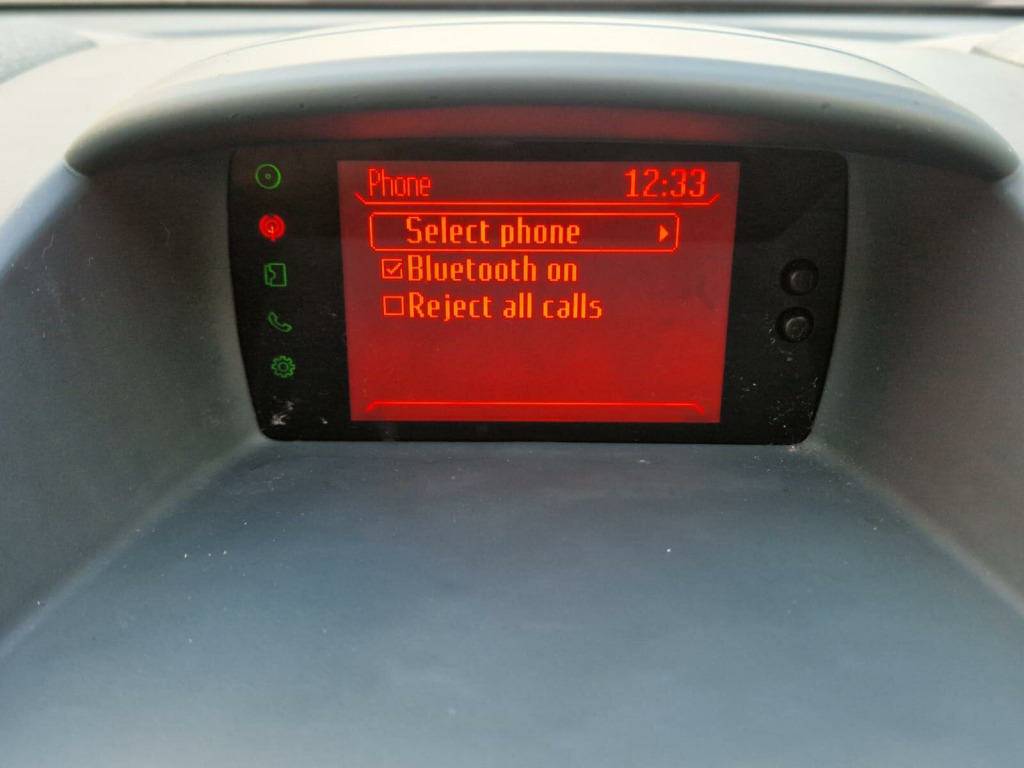 Phone 12:33
Select phone
Bluetooth on
Reject all calls